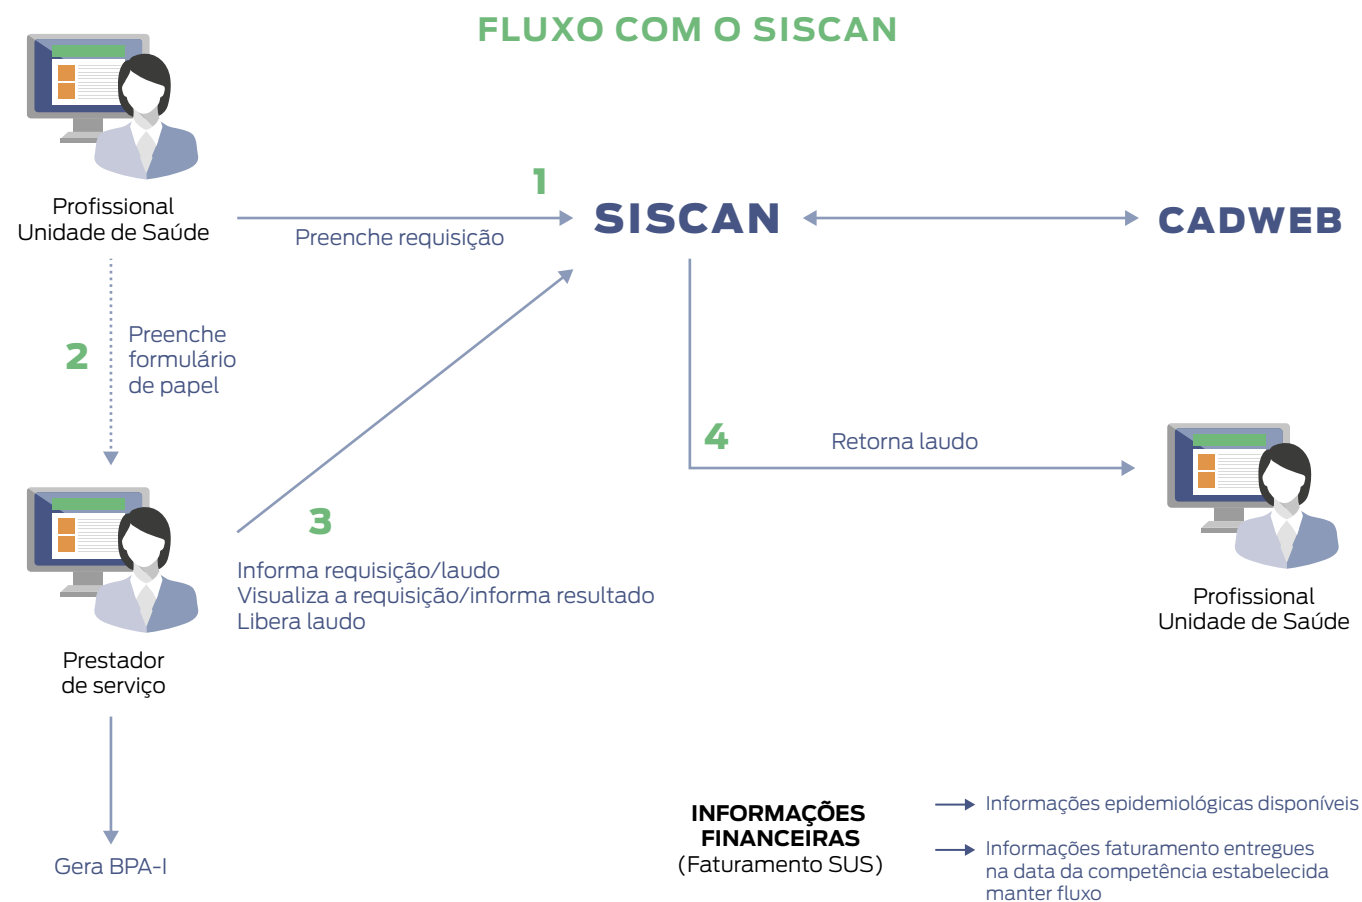 FLUXO COM O SISCAN
Profissional
Unidade de Saúde
1
Preenche requisição
SISCAN
CADWEB
2
Preenche
formulário
de papel
3
Informa requisição/laudo
Visualiza a requisição/informa resultado
Libera laudo
4
Retorna laudo
Profissional
Unidade de Saúde
Prestador
de serviço
Gera BPA-I
INFORMAÇÕES
FINANCEIRAS
(Faturamento SUS)
Informações epidemiológicas disponíveis
Informações faturamento entregues
na data da competência estabelecida
manter fluxo